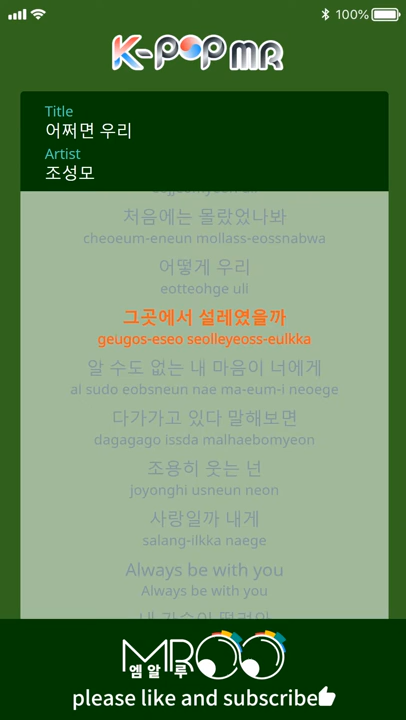 100%
K-POP MR
Title
어쩌면 우리
Artist
조성모
처음에는 몰랐었나봐
cheoeum-eneun mollass-eossnabwa
어떻게 우리
eotteohge uli
그곳에서 설레였을까
geugos-eseo seolleyeoss-eulkka
알 수도 없는 내 마음이 너에게
al sudo eobsneun nae ma-eum-i neoege
다가가고 있다 말해보면
dagagago issda malhaebomyeon
조용히 웃는 넌
joyonghi usneun neon
사랑일까 내게
salang-ilkka naege
Always be with you
Always be with you
MR
엠알루
please like and subscribe